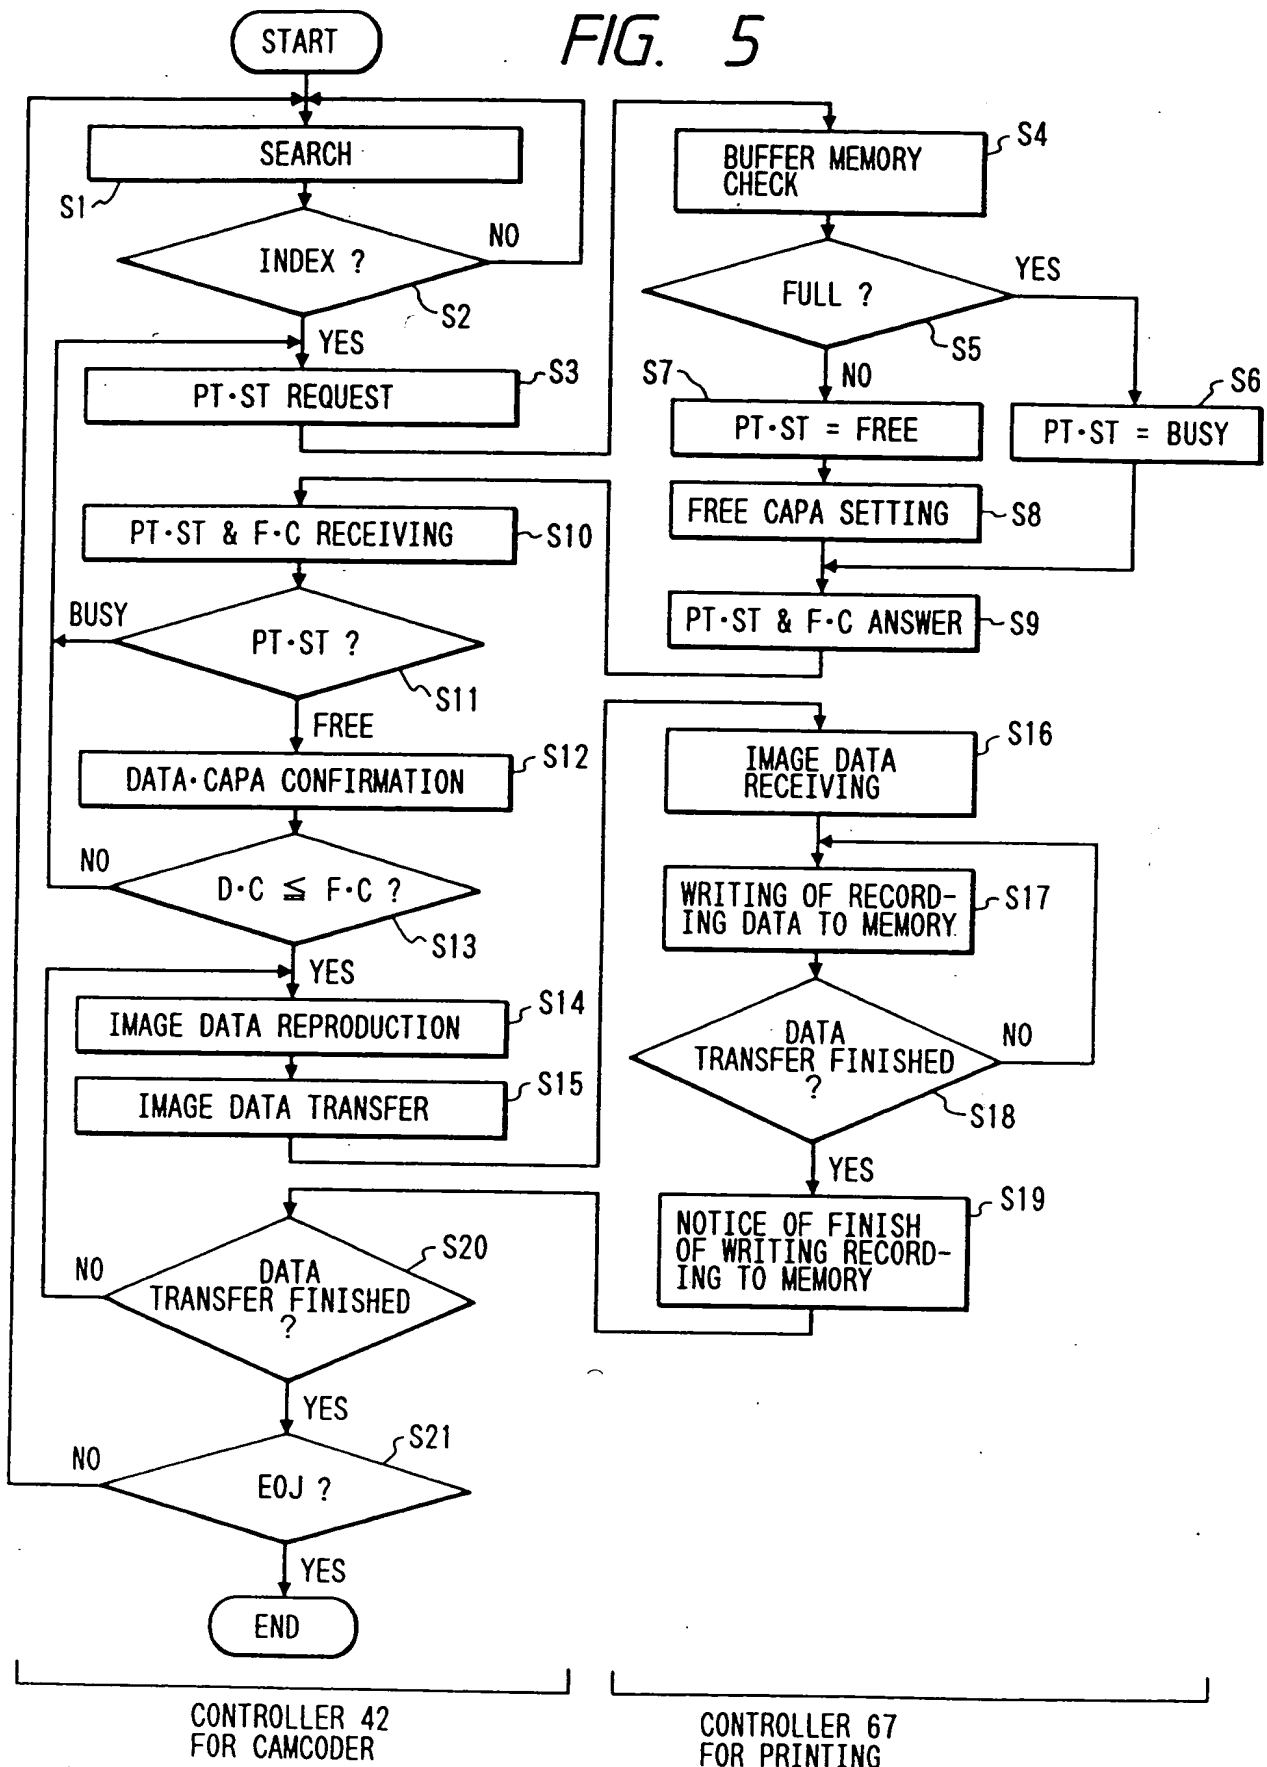 FIG. 5
START
SEARCH
S1
INDEX ?
NO
S2
YES
PT·ST REQUEST
S3
BUFFER MEMORY
CHECK
S4
FULL ?
YES
S5
NO
S7
PT·ST = FREE
S6
PT·ST = BUSY
FREE CAPA SETTING
S8
PT·ST & F·C ANSWER
S9
PT·ST & F·C RECEIVING
S10
BUSY
PT·ST ?
S11
FREE
DATA·CAPA CONFIRMATION
S12
NO
D·C ≦ F·C ?
S13
YES
IMAGE DATA REPRODUCTION
S14
IMAGE DATA TRANSFER
S15
IMAGE DATA
RECEIVING
S16
WRITING OF RECORD-
ING DATA TO MEMORY
S17
DATA
TRANSFER FINISHED
?
NO
S18
YES
NOTICE OF FINISH
OF WRITING RECORD-
ING TO MEMORY
S19
DATA
TRANSFER FINISHED
?
NO
S20
YES
EOJ ?
NO
S21
YES
END
CONTROLLER 42
FOR CAMCODER
CONTROLLER 67
FOR PRINTING